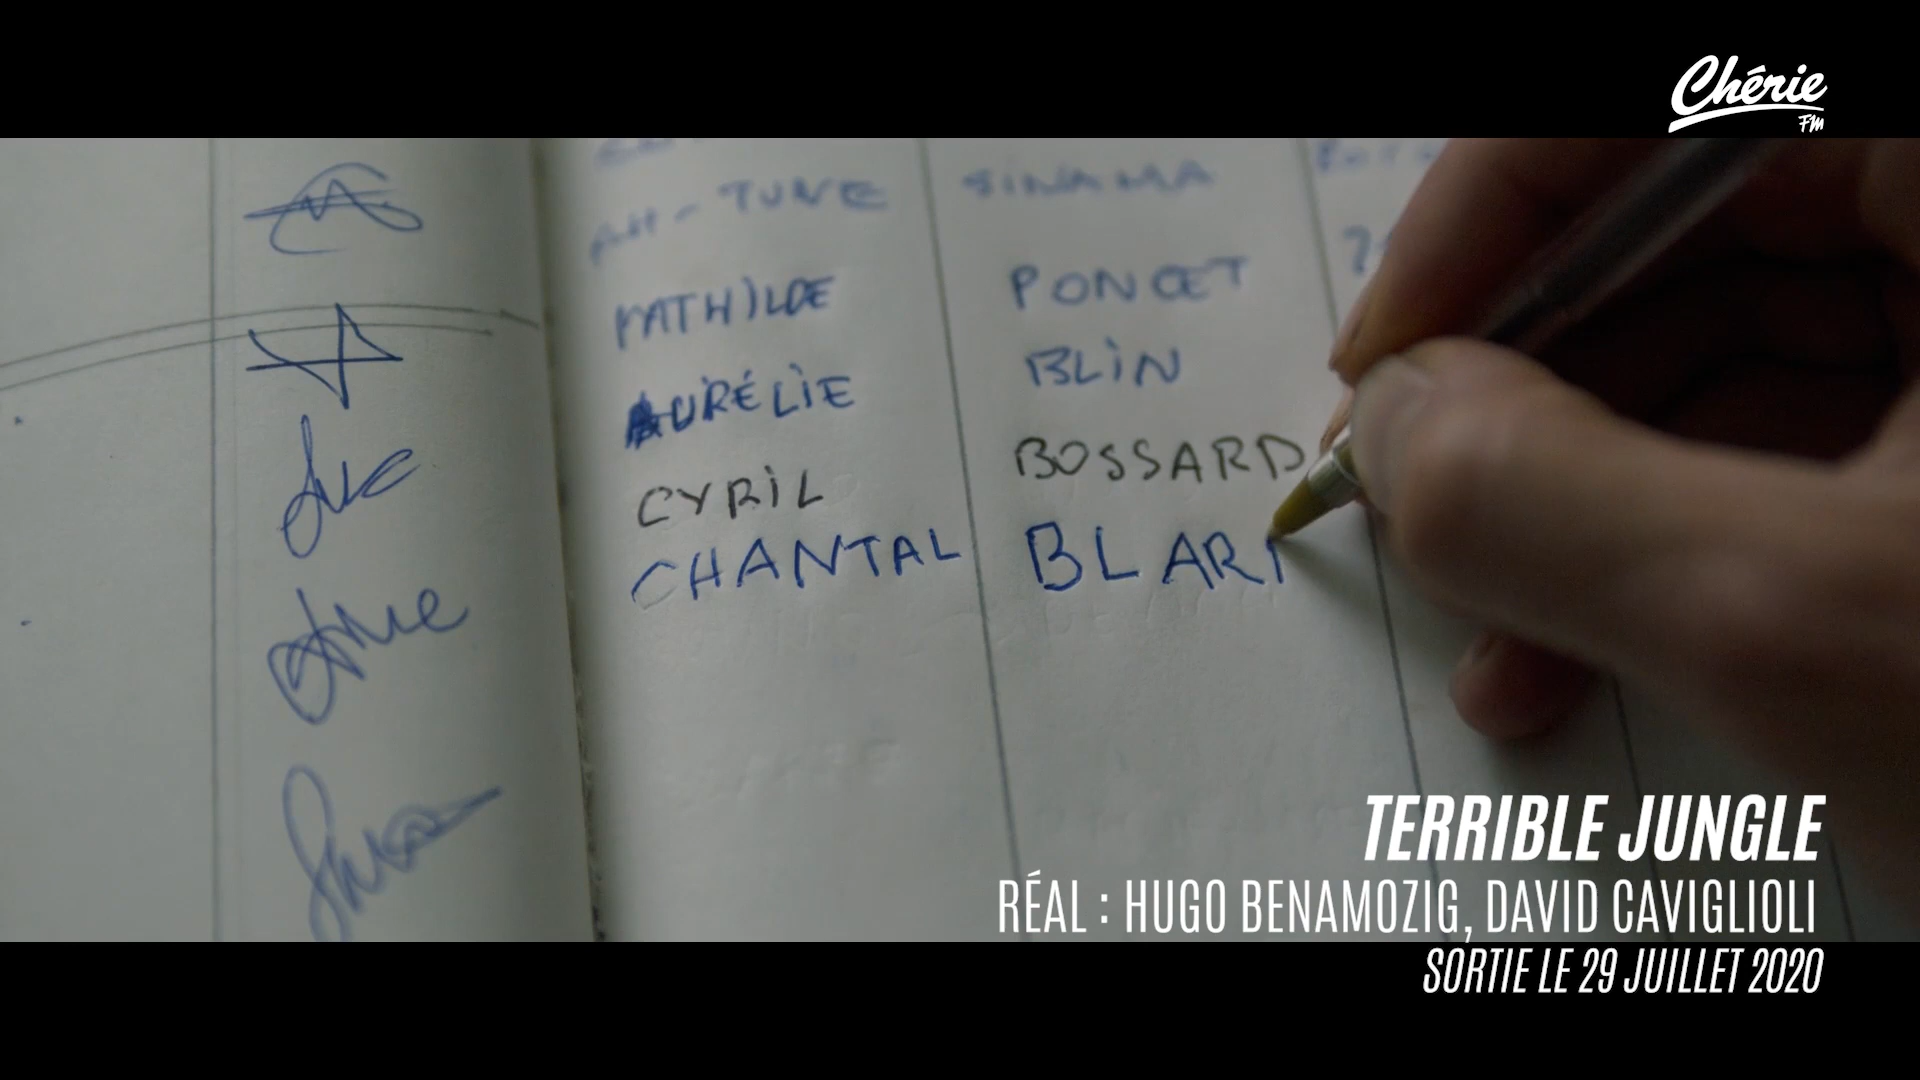 Chérie
FM
TUNE SINAMA
MATHILDE PONCET
AURÉLIE BLIN
CYRIL BOSSARD
CHANTAL BLARI
TERRIBLE JUNGLE
RÉAL : HUGO BENAMOZIG, DAVID CAVIGLIOLI
SORTIE LE 29 JUILLET 2020